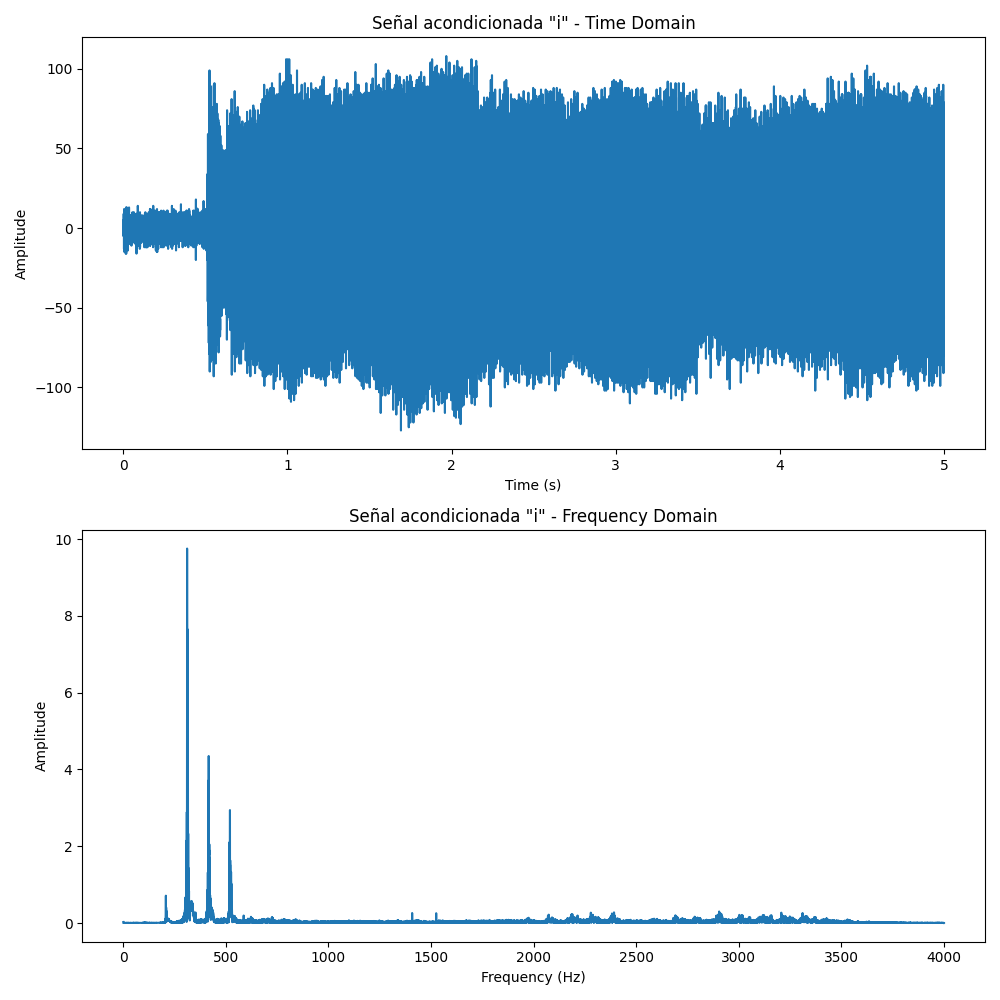 Señal acondicionada "i" - Time Domain
100
50
0
−50
−100
Amplitude
0 1 2 3 4 5
Time (s)
Señal acondicionada "i" - Frequency Domain
10
8
6
4
2
0
Amplitude
0 500 1000 1500 2000 2500 3000 3500 4000
Frequency (Hz)